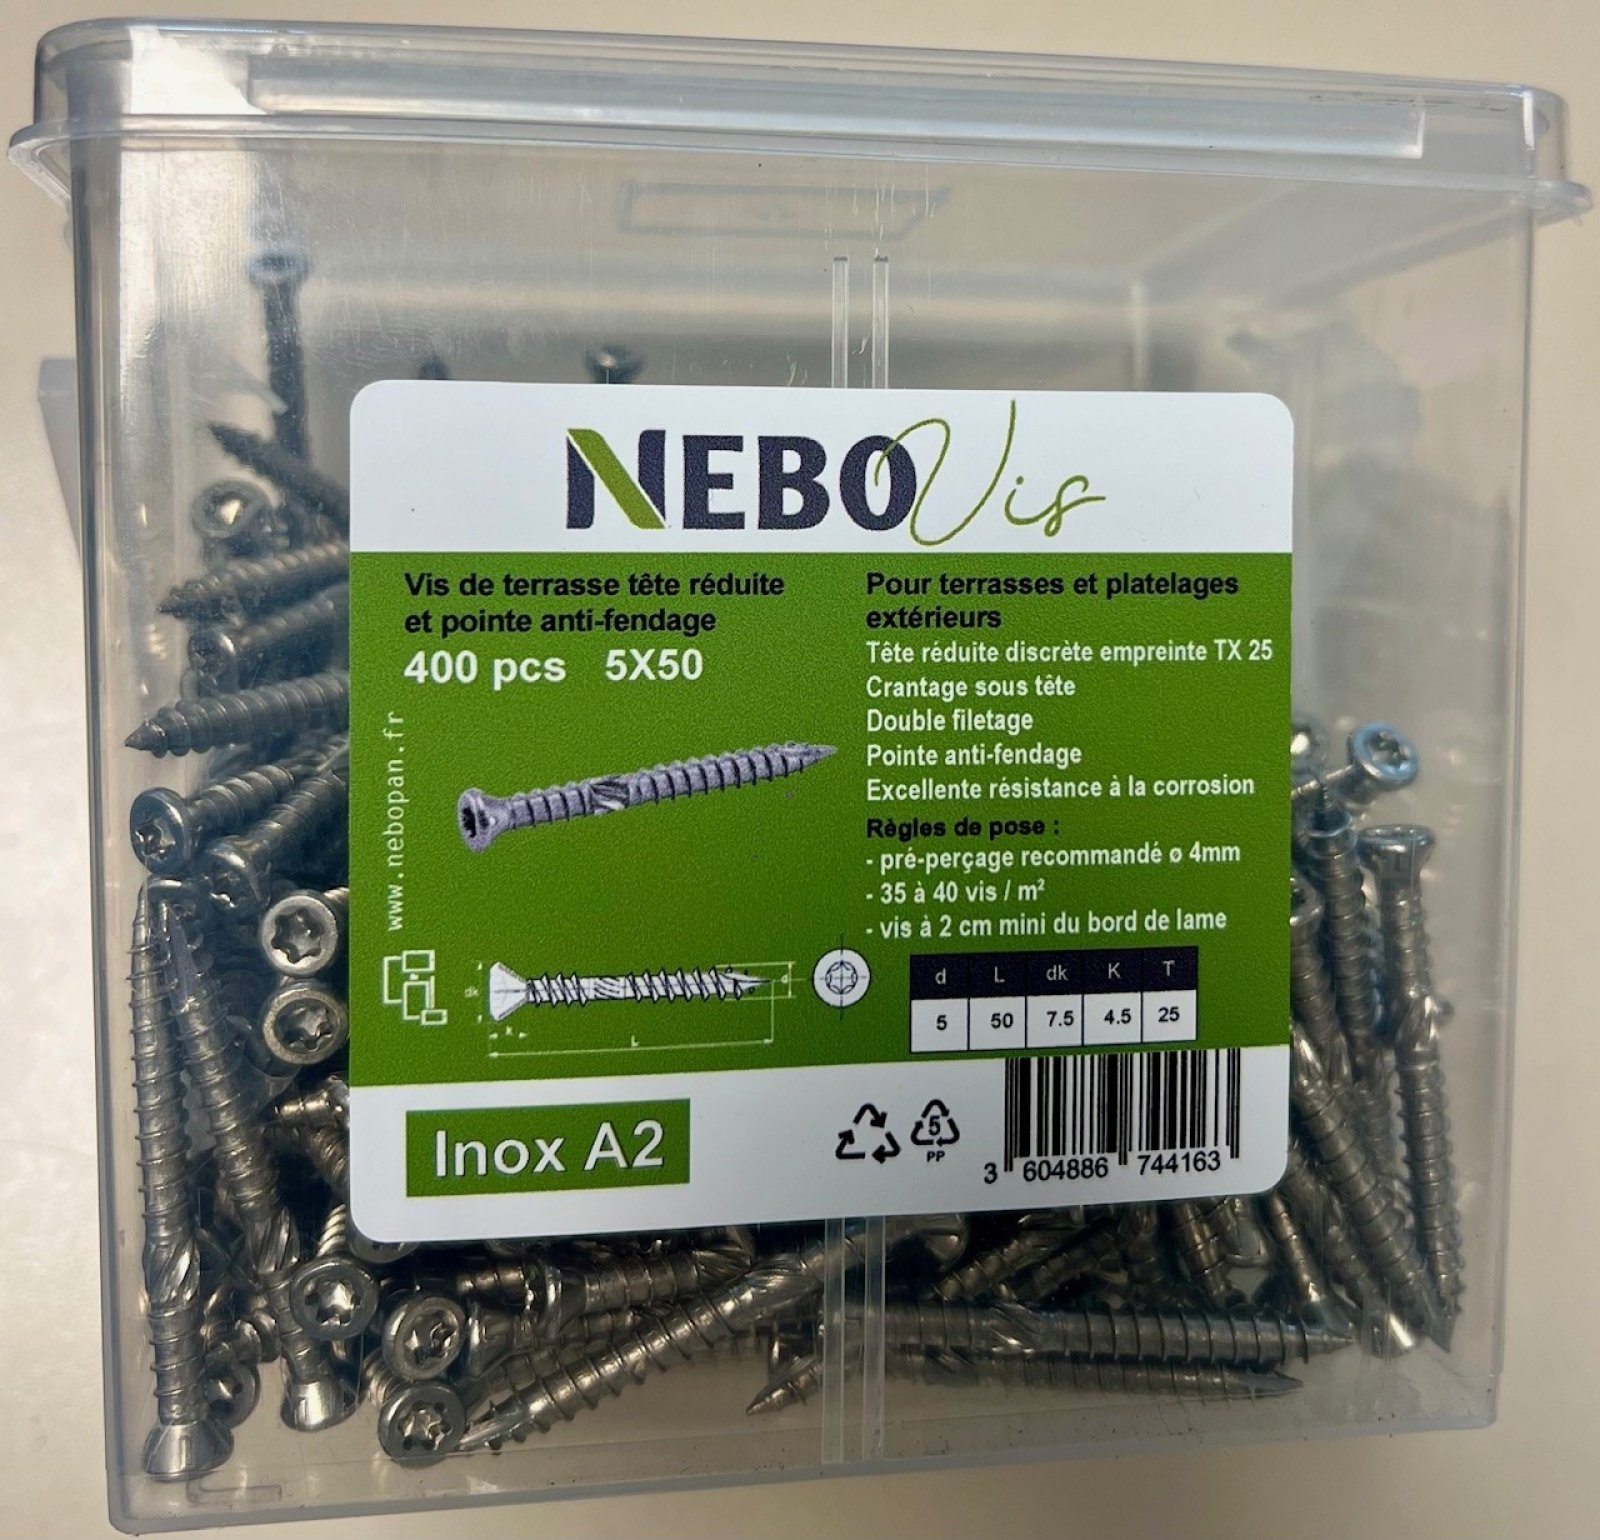 NEBO Vis
Vis de terrasse tête réduite
et pointe anti-fendage
400 pcs 5X50
www.nebopan.fr
Pour terrasses et platelages
extérieurs
Tête réduite discrète empreinte TX 25
Crantage sous tête
Double filetage
Pointe anti-fendage
Excellente résistance à la corrosion
Règles de pose :
- pré-perçage recommandé ø 4mm
- 35 à 40 vis / m²
- vis à 2 cm mini du bord de lame
dk
d
K
L
d L dk K T
5 50 7.5 4.5 25
Inox A2
5
PP
3 604886 744163